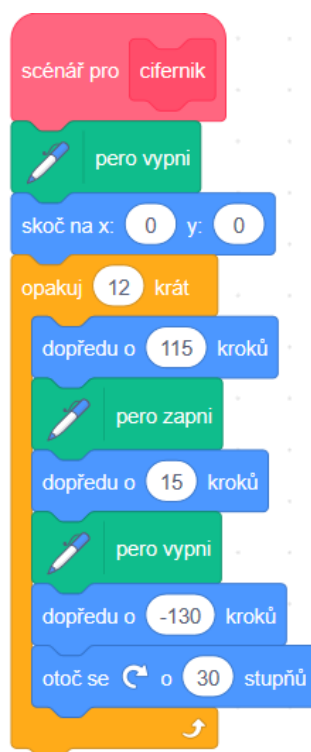 scénář pro cifernik
pero vypni
skoč na x: 0 y: 0
opakuj 12 krát
dopředu o 115 kroků
pero zapni
dopředu o 15 kroků
pero vypni
dopředu o -130 kroků
otoč se o 30 stupňů